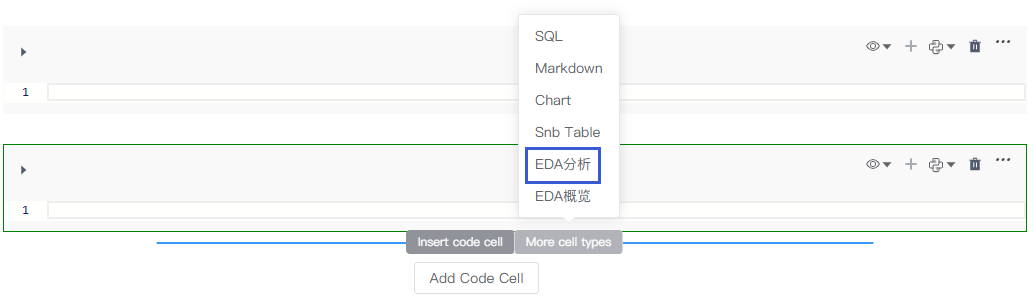 SQL
Markdown
Chart
Snb Table
EDA分析
EDA概览
1
1
Insert code cell
More cell types
Add Code Cell